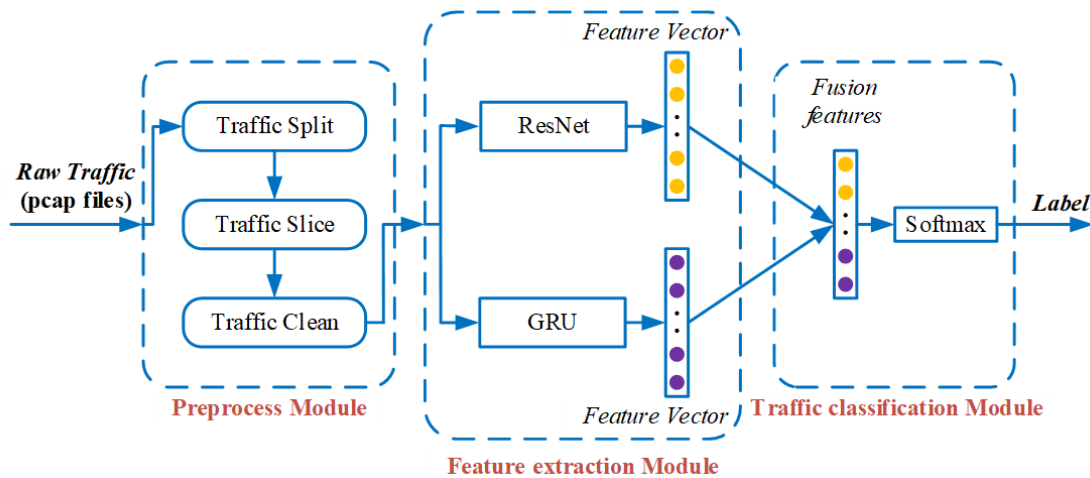 Raw Traffic
(pcap files)
Traffic Split
Traffic Slice
Traffic Clean
Preprocess Module
Feature Vector
ResNet
GRU
Feature Vector
Feature extraction Module
Fusion
features
Softmax
Label
Traffic classification Module